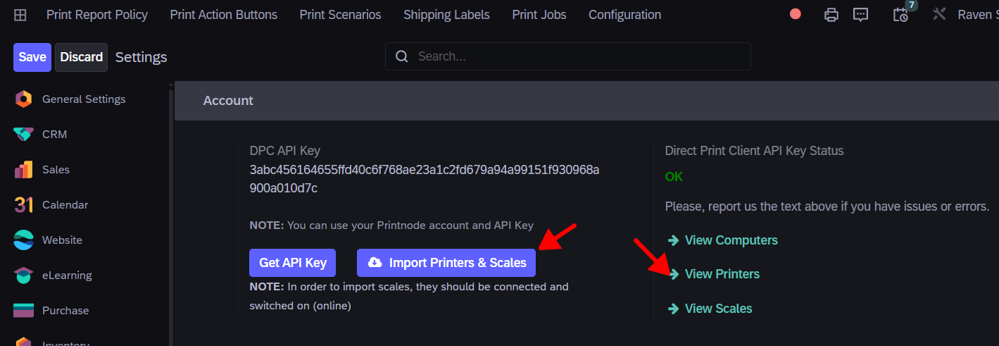 Print Report Policy Print Action Buttons Print Scenarios Shipping Labels Print Jobs Configuration 7 Raven S
Save Discard Settings Search...
General Settings
CRM
Sales
31 Calendar
Website
eLearning
Purchase
Inventory
Account
DPC API Key
3abc456164655ffd40c6f768ae23a1c2fd679a94a99151f930968a
900a010d7c
NOTE: You can use your Printnode account and API Key
Get API Key Import Printers & Scales
NOTE: In order to import scales, they should be connected and
switched on (online)
Direct Print Client API Key Status
OK
Please, report us the text above if you have issues or errors.
View Computers
View Printers
View Scales